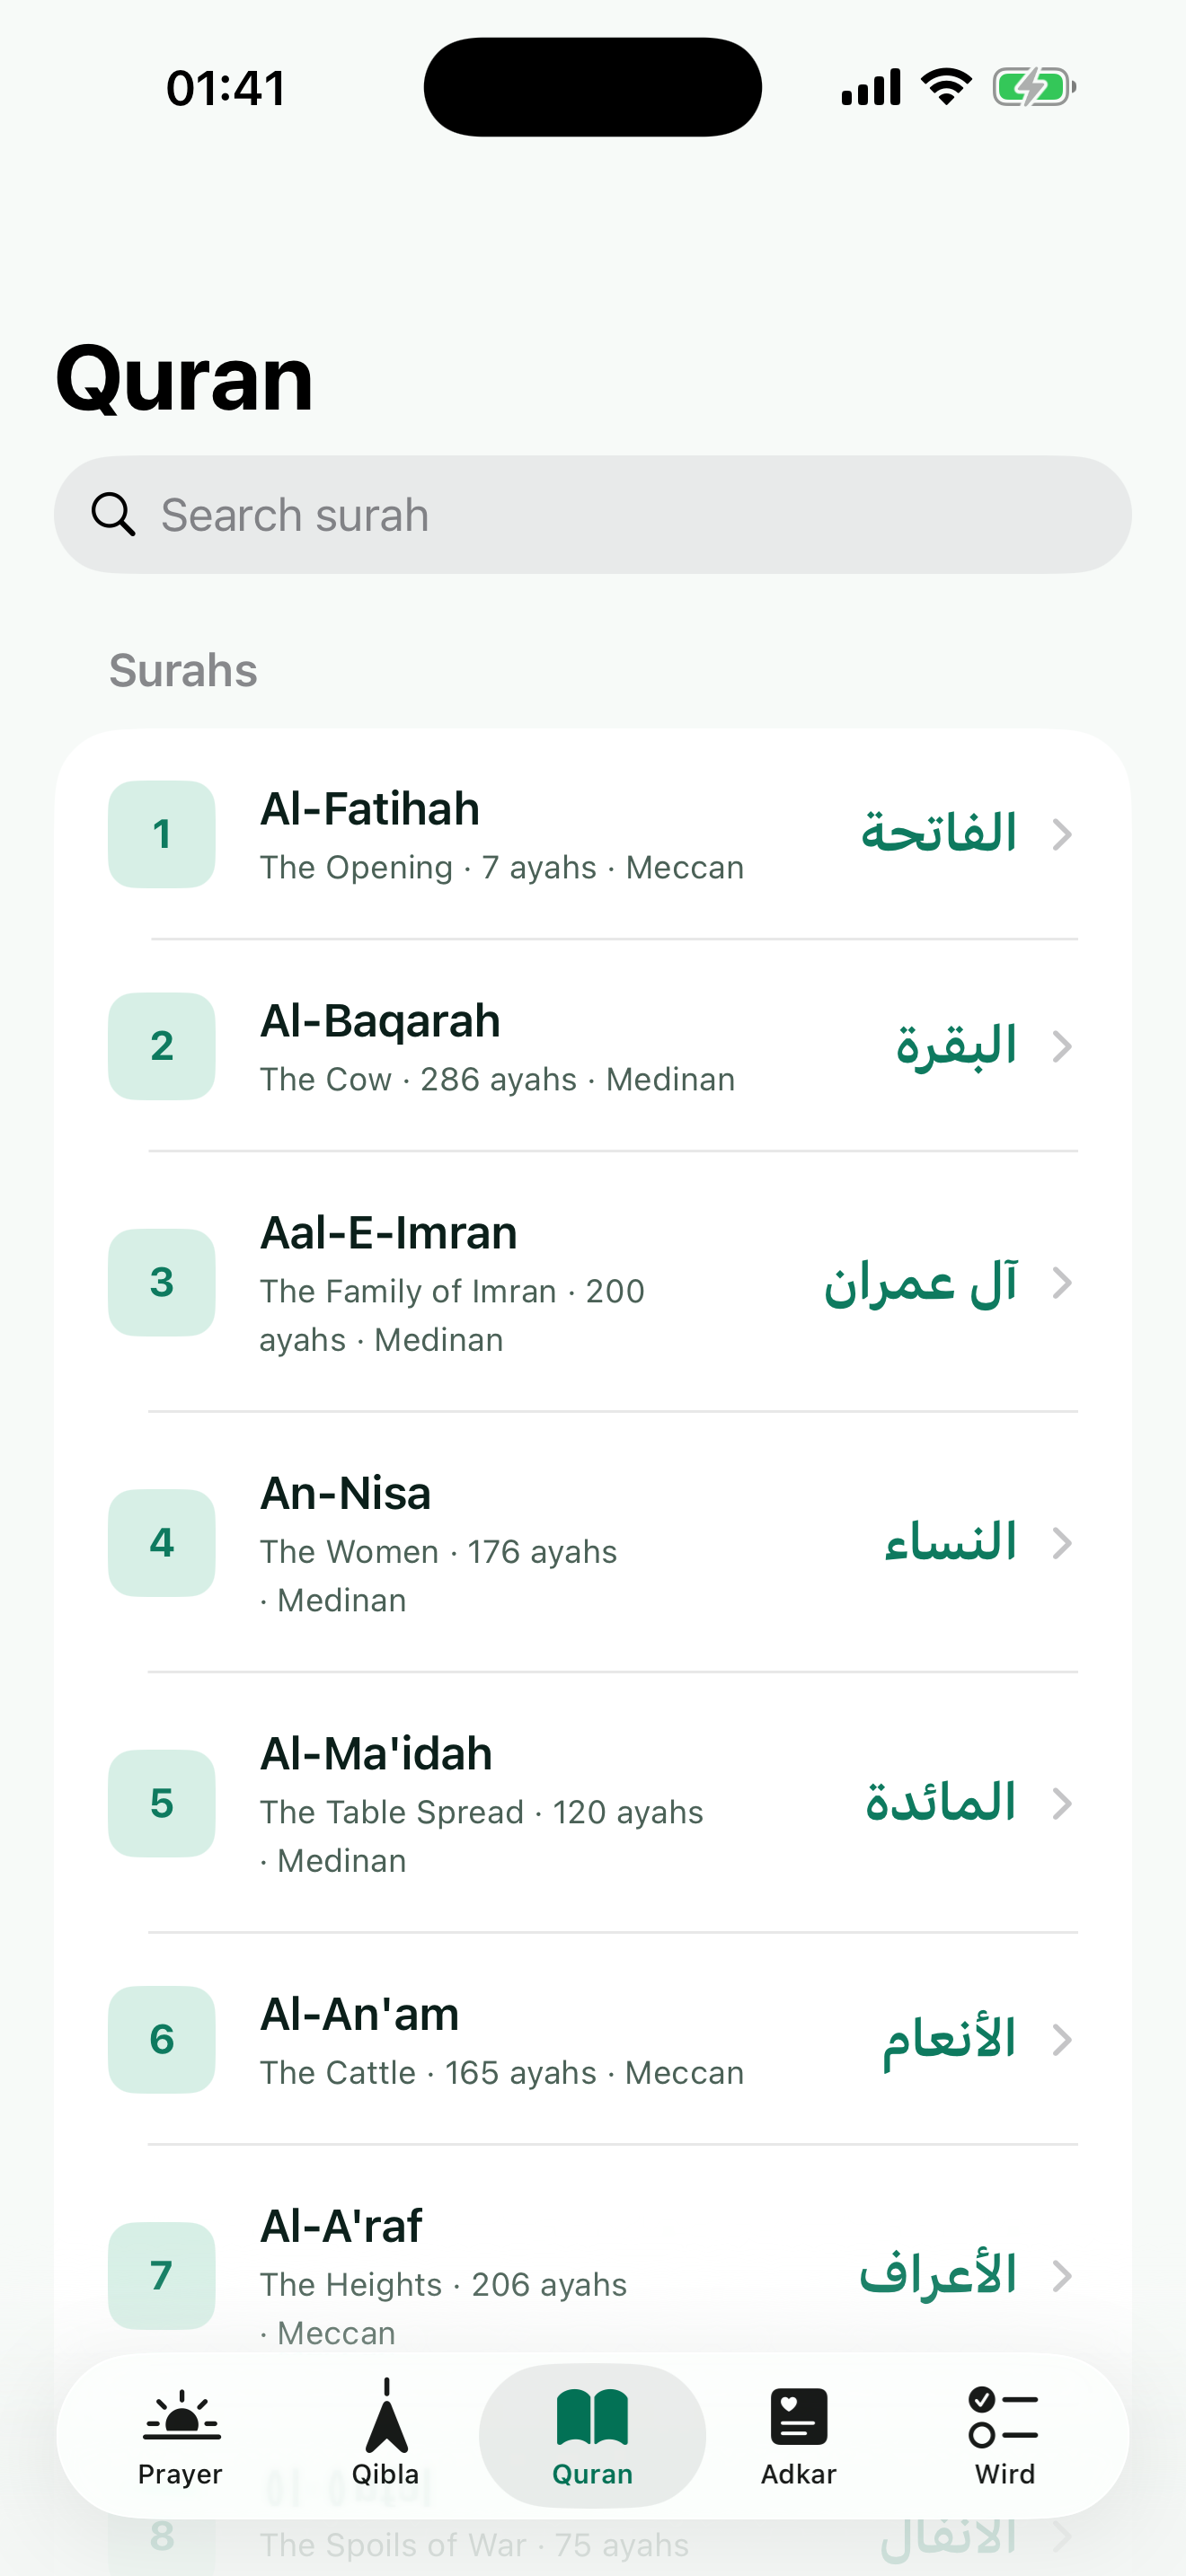 01:41
Quran
Search surah
Surahs
1
Al-Fatihah
The Opening · 7 ayahs · Meccan
الفاتحة
2
Al-Baqarah
The Cow · 286 ayahs · Medinan
البقرة
3
Aal-E-Imran
The Family of Imran · 200
ayahs · Medinan
آل عمران
4
An-Nisa
The Women · 176 ayahs
· Medinan
النساء
5
Al-Ma'idah
The Table Spread · 120 ayahs
· Medinan
المائدة
6
Al-An'am
The Cattle · 165 ayahs · Meccan
الأنعام
7
Al-A'raf
The Heights · 206 ayahs
· Meccan
الأعراف
Prayer
Qibla
Quran
Adkar
Wird
8
The Spoils of War · 75 ayahs
الأنفال